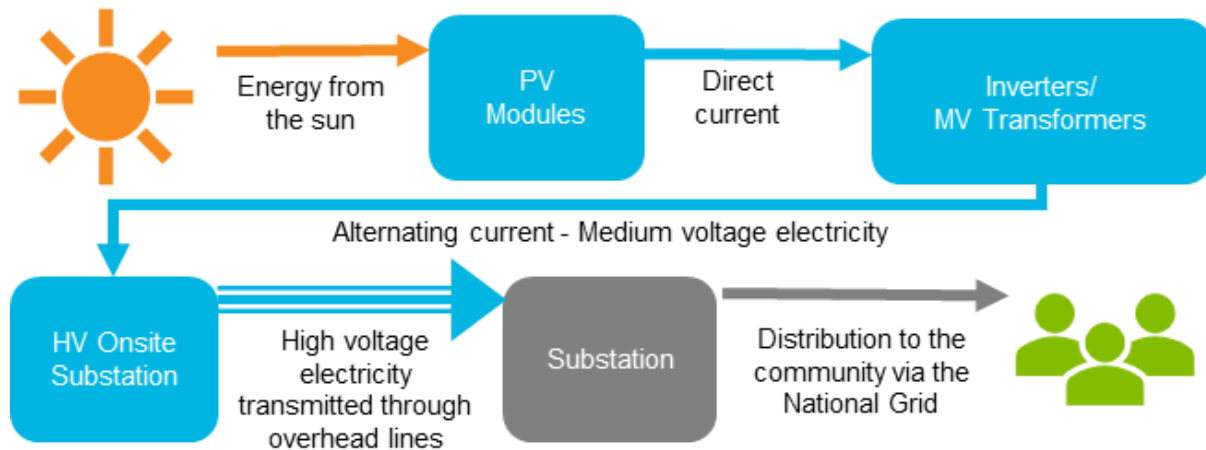 Energy from
the sun
PV
Modules
Direct
current
Inverters/
MV Transformers
Alternating current - Medium voltage electricity
HV Onsite
Substation
High voltage
electricity
transmitted through
overhead lines
Substation
Distribution to the
community via the
National Grid